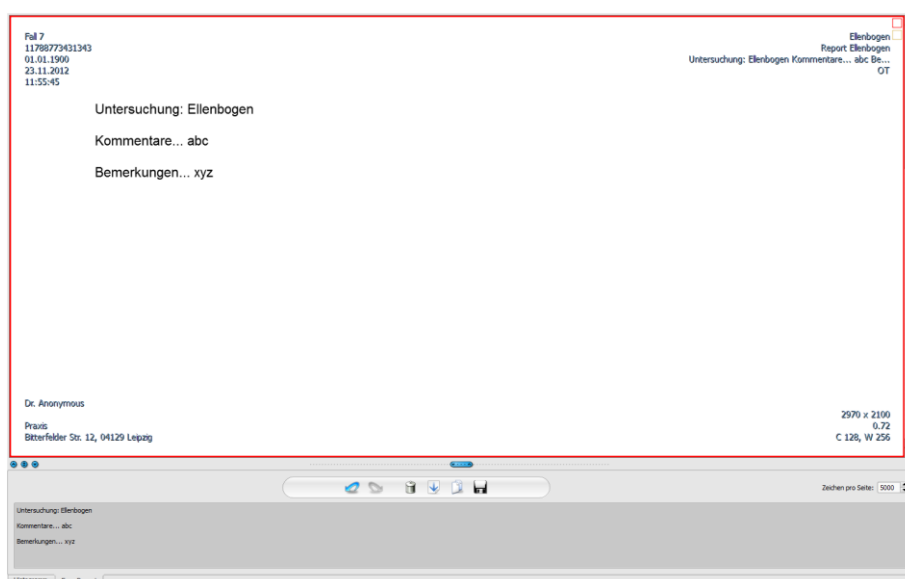 Fall 7
11788773431343
01.01.1900
23.11.2012
11:55:45
Ellenbogen
Report Ellenbogen
Untersuchung: Ellenbogen Kommentare... abc Be...
OT
Untersuchung: Ellenbogen
Kommentare... abc
Bemerkungen... xyz
Dr. Anonymous
Praxis
Bitterfelder Str. 12, 04129 Leipzig
2970 x 2100
0.72
C 128, W 256
Zeichen pro Seite: 5000
Untersuchung: Ellenbogen
Kommentare... abc
Bemerkungen... xyz